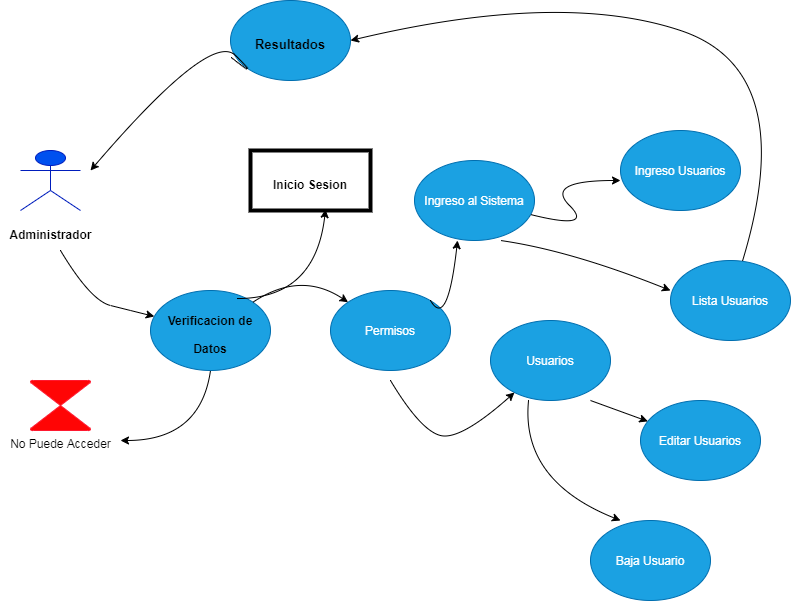 Resultados
Inicio Sesion
Ingreso Usuarios
Ingreso al Sistema
Administrador
Lista Usuarios
Verificacion de
Datos
Permisos
Usuarios
No Puede Acceder
Editar Usuarios
Baja Usuario